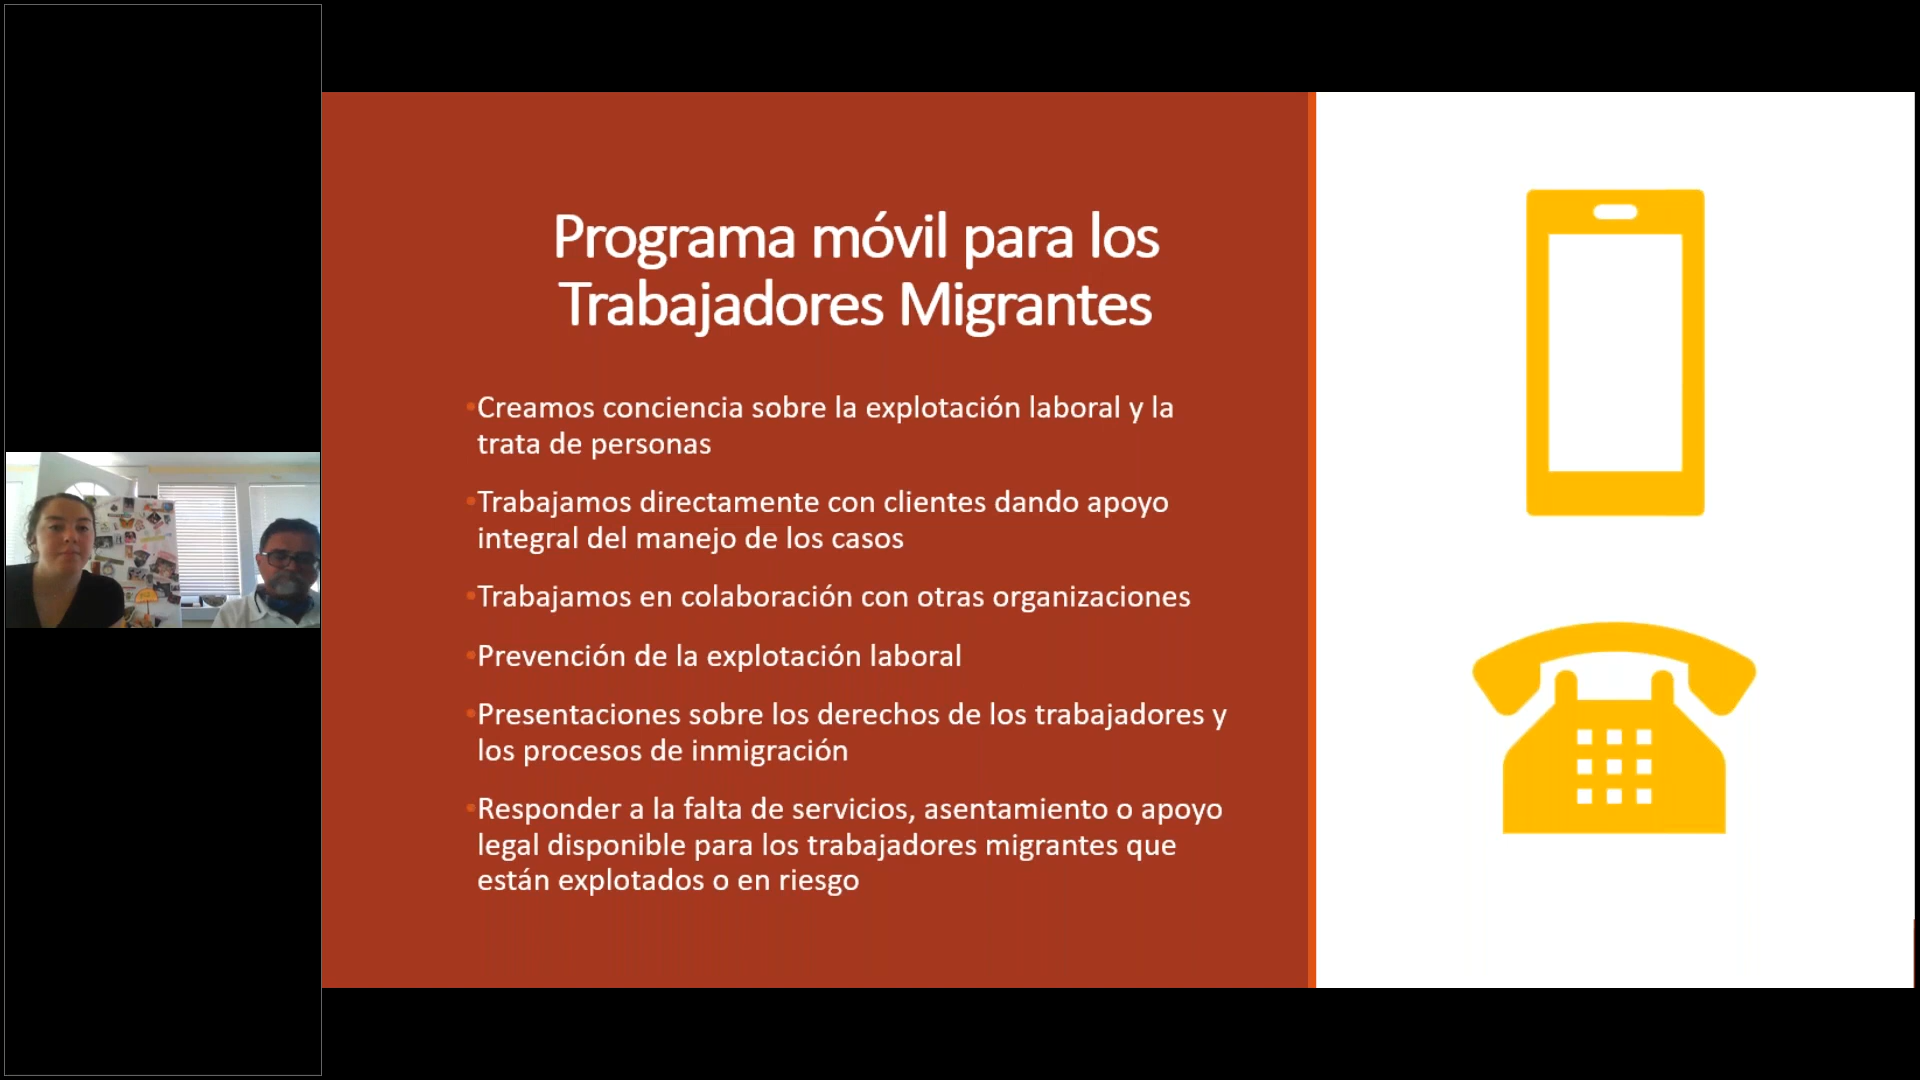 Programa móvil para los
Trabajadores Migrantes
•Creamos conciencia sobre la explotación laboral y la
trata de personas
•Trabajamos directamente con clientes dando apoyo
integral del manejo de los casos
•Trabajamos en colaboración con otras organizaciones
•Prevención de la explotación laboral
•Presentaciones sobre los derechos de los trabajadores y
los procesos de inmigración
•Responder a la falta de servicios, asentamiento o apoyo
legal disponible para los trabajadores migrantes que
están explotados o en riesgo